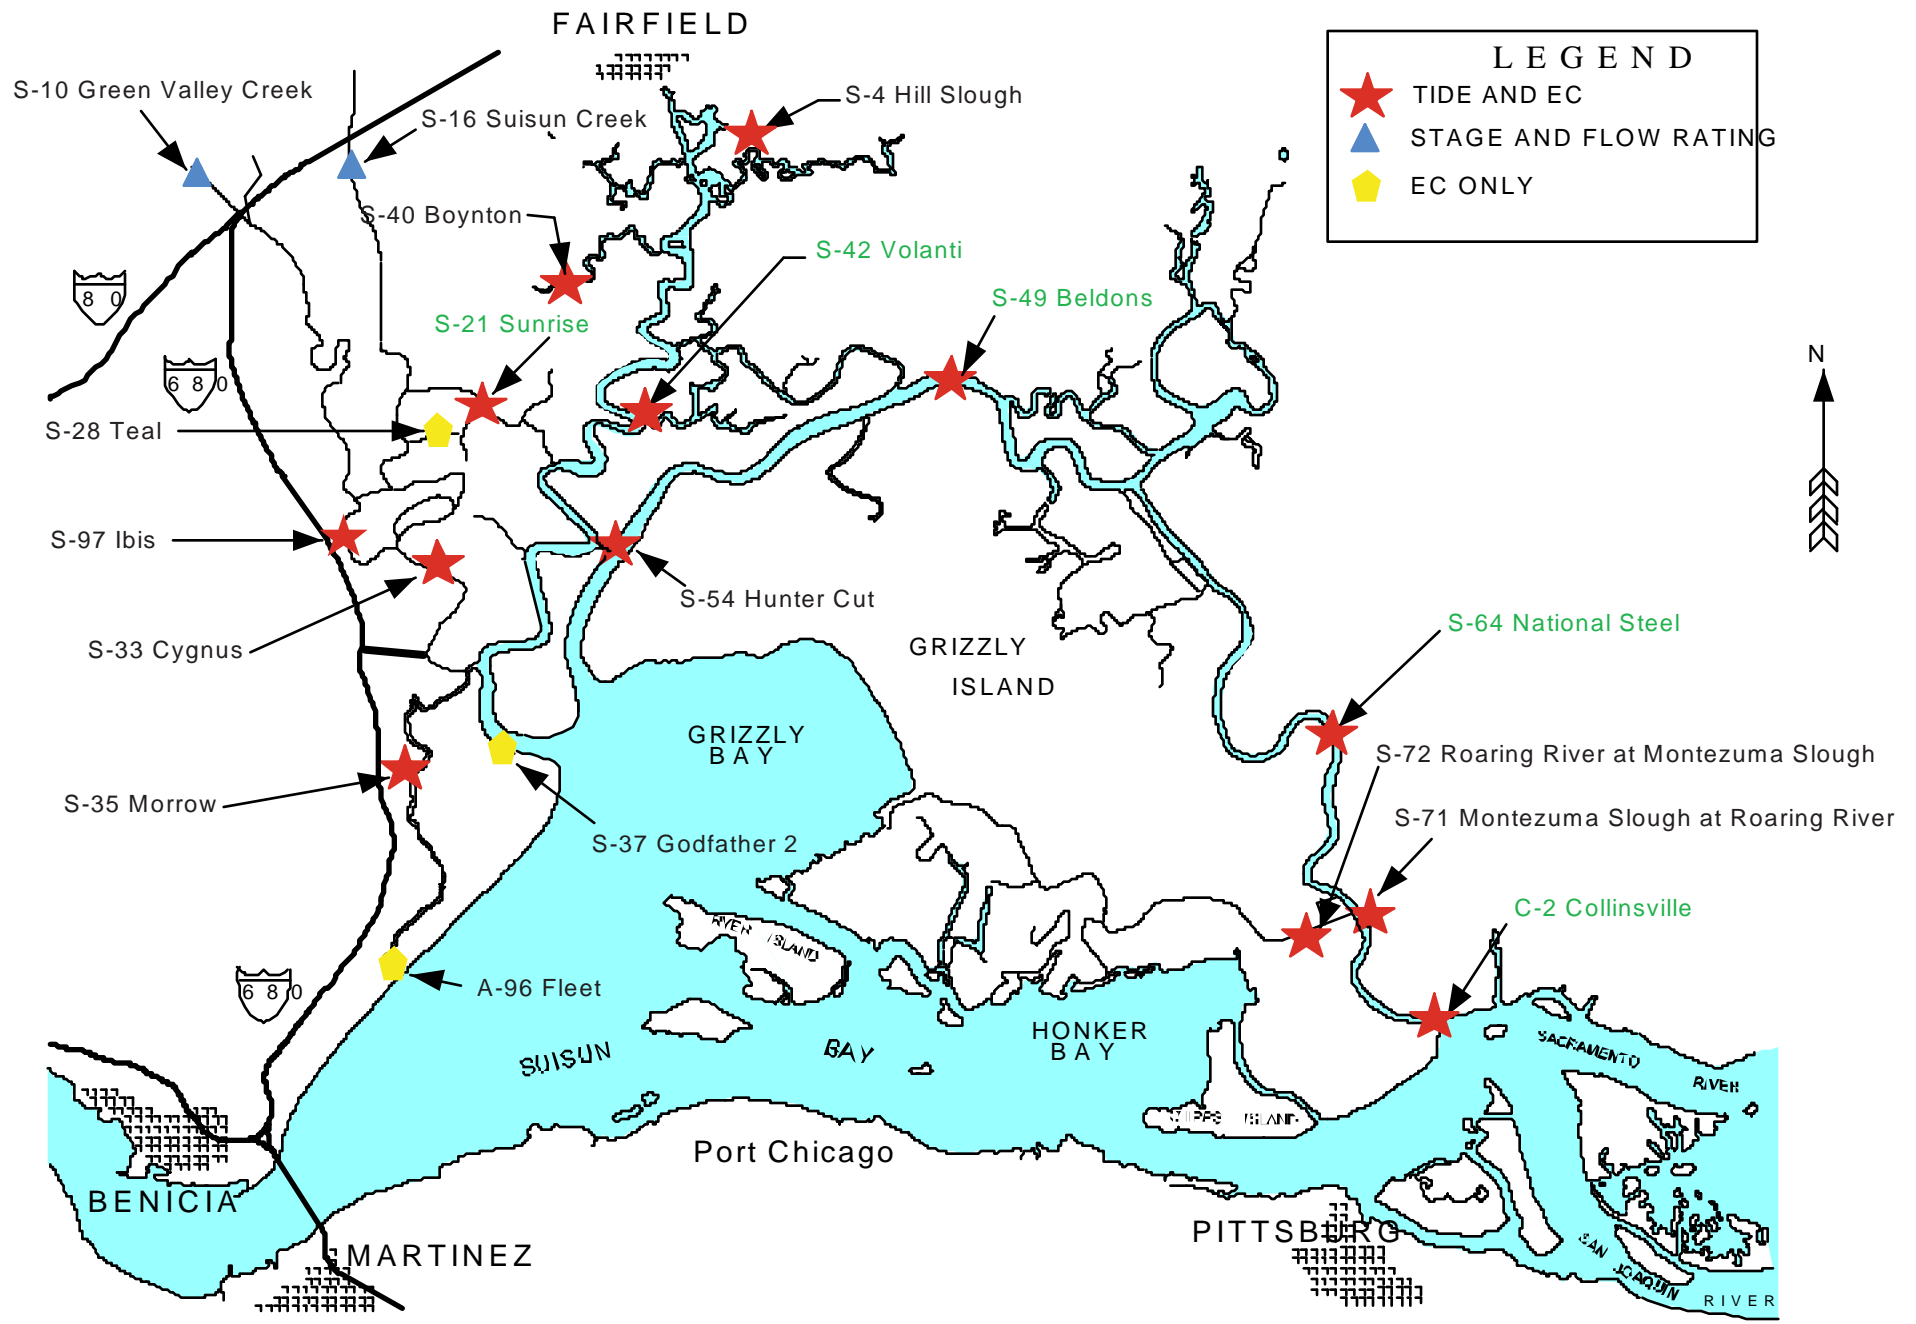 FAIRFIELD
LEGEND
TIDE AND EC
STAGE AND FLOW RATING
EC ONLY
S-10 Green Valley Creek
S-16 Suisun Creek
S-4 Hill Slough
S-40 Boynton
S-42 Volanti
80
S-21 Sunrise
S-49 Beldons
N
680
S-28 Teal
S-97 Ibis
S-54 Hunter Cut
S-33 Cygnus
GRIZZLY
ISLAND
S-64 National Steel
GRIZZLY
BAY
S-72 Roaring River at Montezuma Slough
S-35 Morrow
S-37 Godfather 2
S-71 Montezuma Slough at Roaring River
C-2 Collinsville
RIVER ISLAND
A-96 Fleet
680
SUISUN BAY
HONKER
BAY
SACRAMENTO
RIVER
ISLAND
Port Chicago
BENICIA
MARTINEZ
PITTSBURG
SAN
JOAQUIN
RIVER